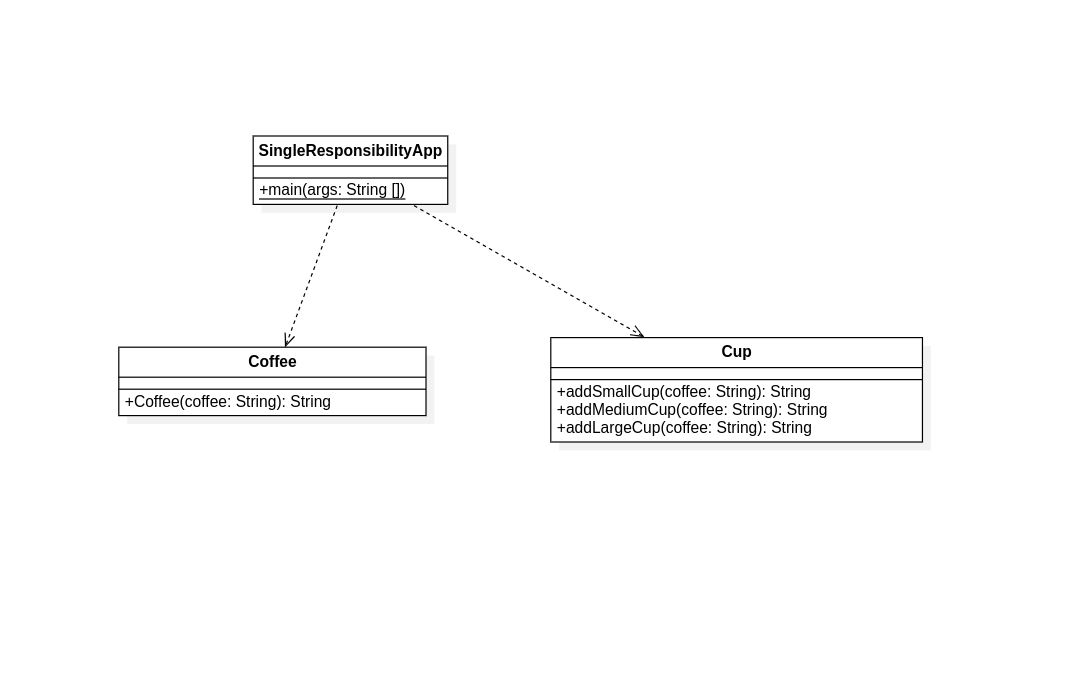 SingleResponsibilityApp
+main(args: String [])
Coffee
+Coffee(coffee: String): String
Cup
+addSmallCup(coffee: String): String
+addMediumCup(coffee: String): String
+addLargeCup(coffee: String): String